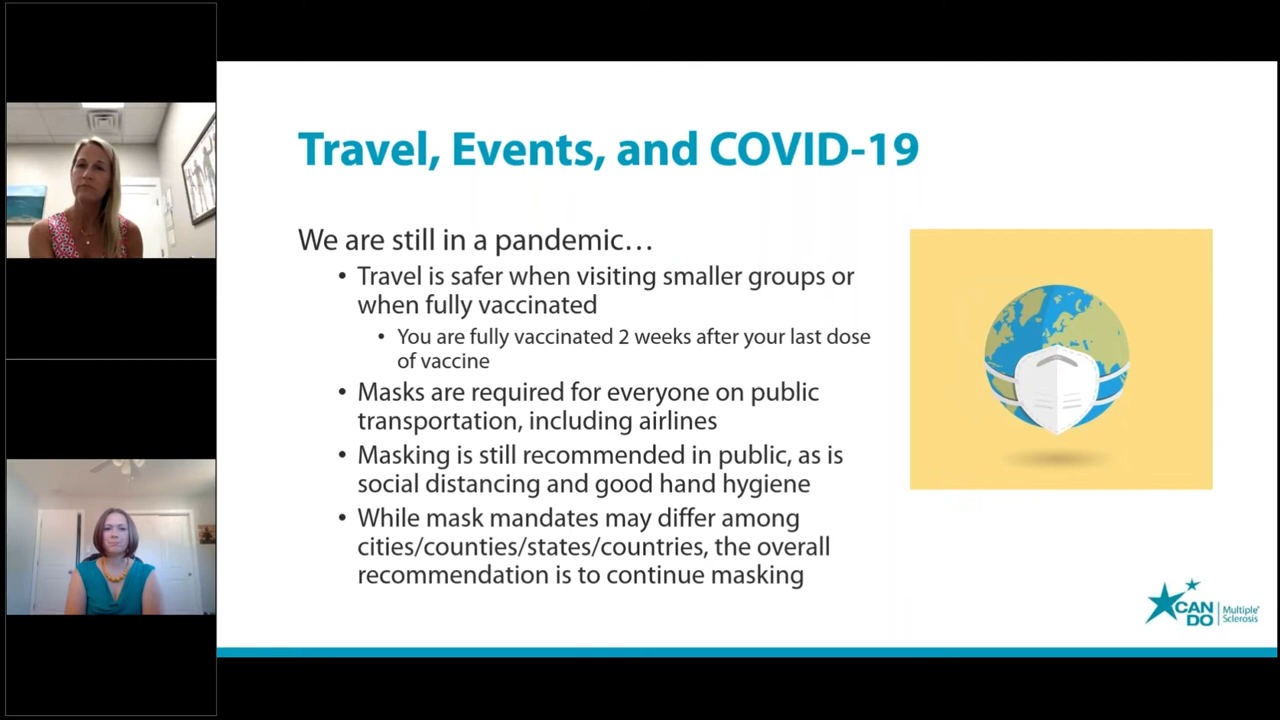 Travel, Events, and COVID-19
We are still in a pandemic…
• Travel is safer when visiting smaller groups or
when fully vaccinated
• You are fully vaccinated 2 weeks after your last dose
of vaccine
• Masks are required for everyone on public
transportation, including airlines
• Masking is still recommended in public, as is
social distancing and good hand hygiene
• While mask mandates may differ among
cities/counties/states/countries, the overall
recommendation is to continue masking
CAN
DO
Multiple
Sclerosis